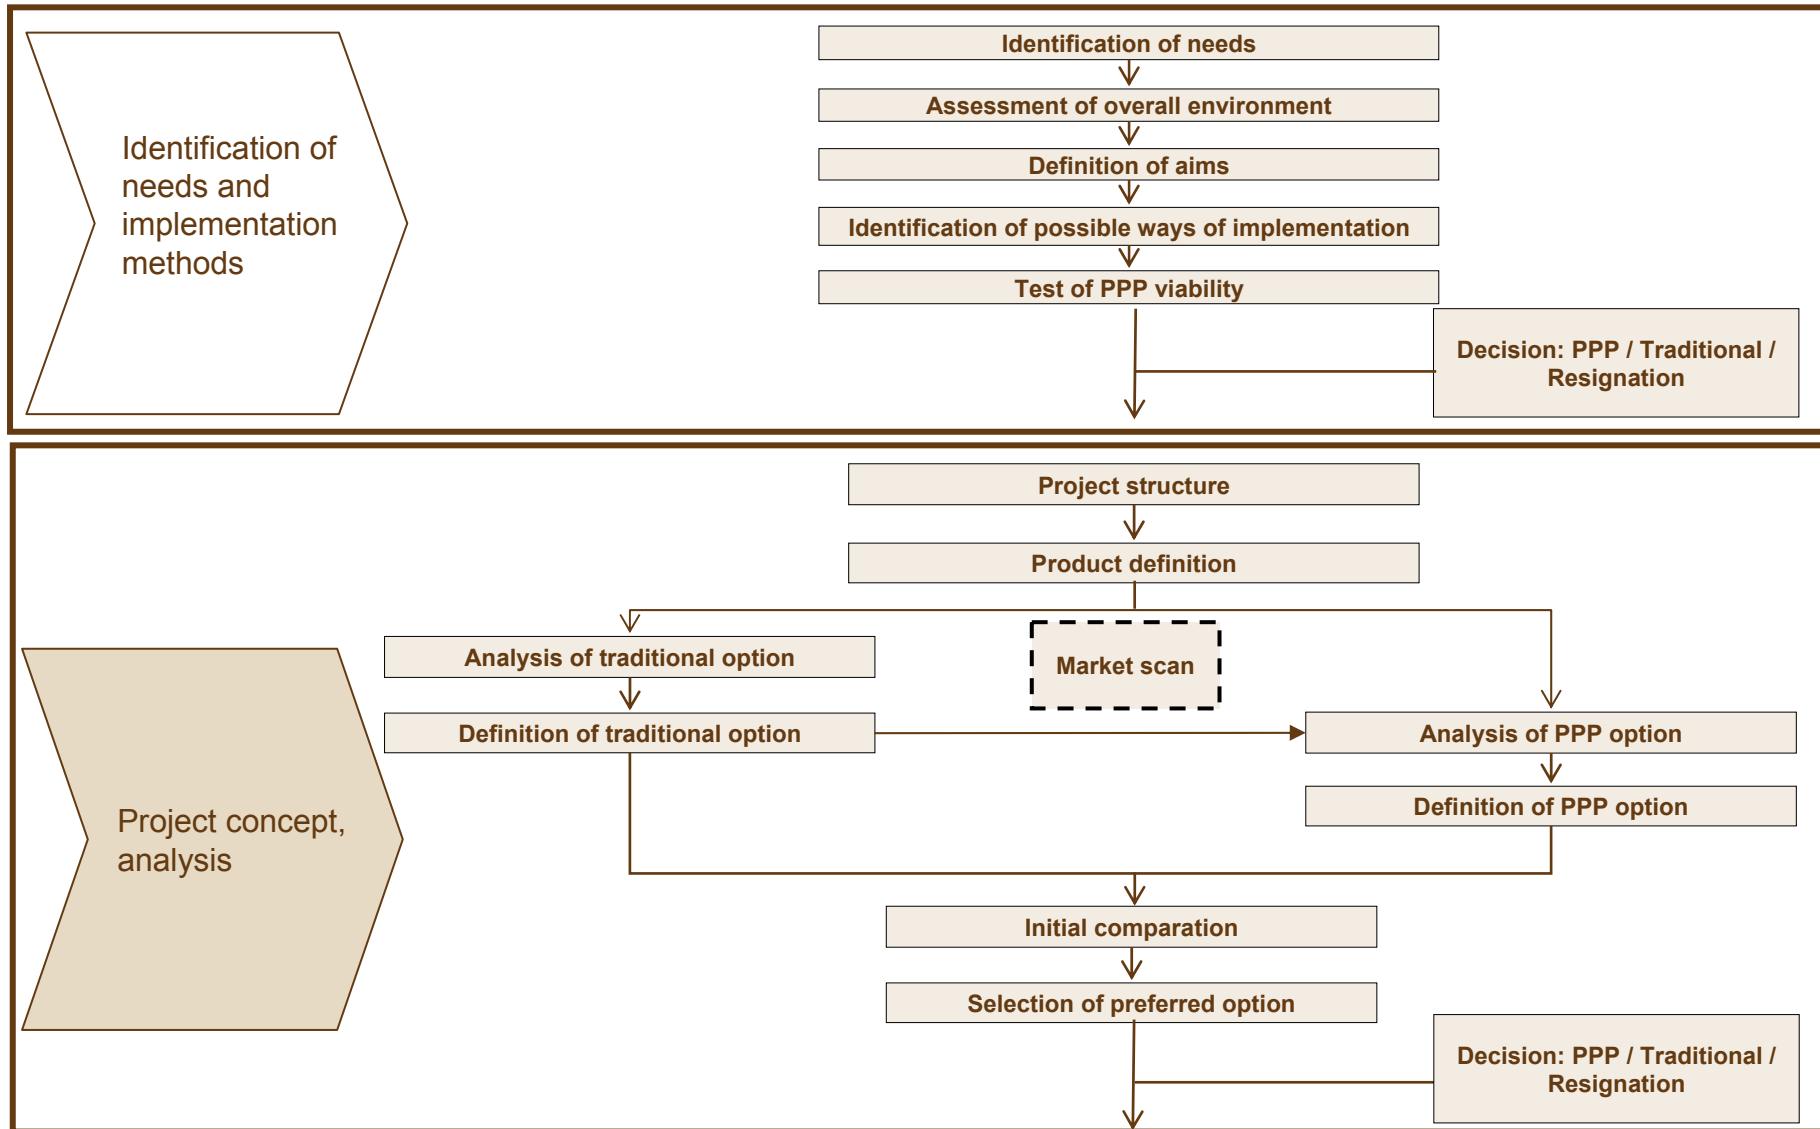 Identification of needs
Assessment of overall environment
Definition of aims
Identification of possible ways of implementation
Test of PPP viability
Identification of
needs and
implementation
methods
Decision: PPP / Traditional /
Resignation
Project structure
Product definition
Analysis of traditional option
Market scan
Definition of traditional option
Analysis of PPP option
Definition of PPP option
Project concept,
analysis
Initial comparation
Selection of preferred option
Decision: PPP / Traditional /
Resignation